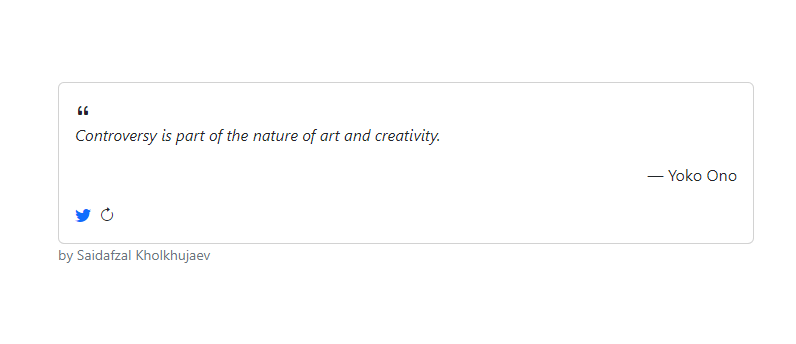 “
Controversy is part of the nature of art and creativity.
— Yoko Ono
by Saidafzal Kholkhujaev